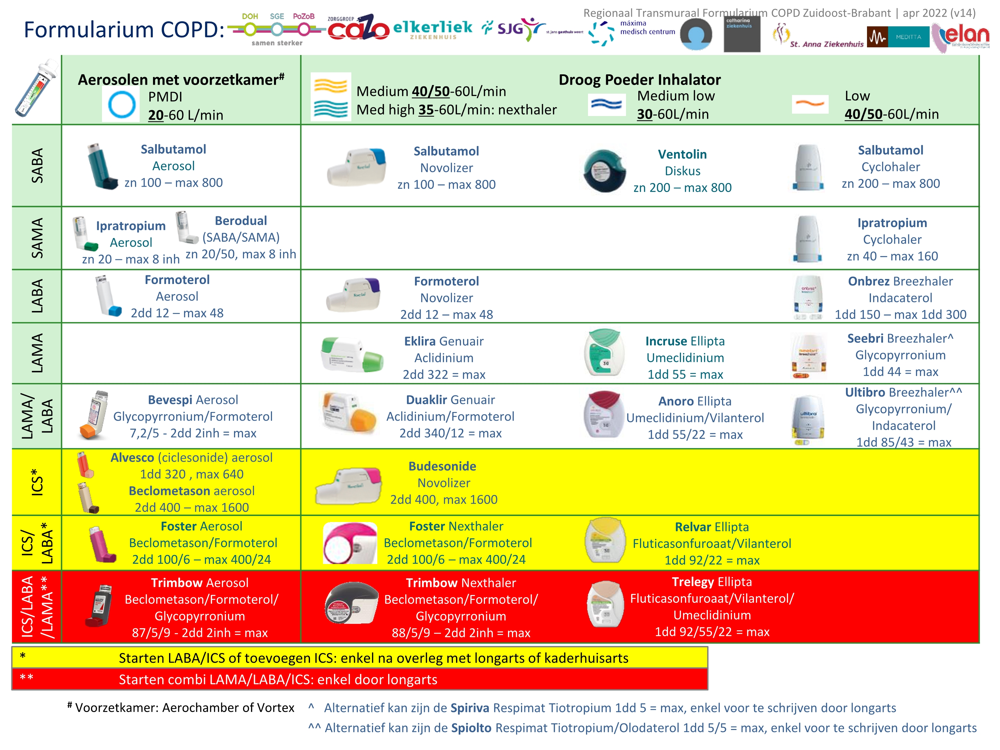 Regionaal Transmuraal Formularium COPD Zuidoost-Brabant | apr 2022 (v14)
Formularium COPD:
DOH SGE PoZoB
samen sterker
ZORGGROEP
cazo
elkerliek
ZIEKENHUIS
SJG
st. jans gasthuis weert
máxima
medisch centrum
catharina
ziekenhuis
St. Anna Ziekenhuis
MEDITTA
elan
Aerosolen met voorzetkamer#
PMDI
20-60 L/min
Droog Poeder Inhalator
Medium 40/50-60L/min
Med high 35-60L/min: nexthaler
Medium low
30-60L/min
Low
40/50-60L/min
SABA
Salbutamol
Aerosol
zn 100 – max 800
Salbutamol
Novolizer
zn 100 – max 800
Ventolin
Diskus
zn 200 – max 800
Salbutamol
Cyclohaler
zn 200 – max 800
SAMA
Ipratropium
Aerosol
zn 20 – max 8 inh
Berodual
(SABA/SAMA)
zn 20/50, max 8 inh
Ipratropium
Cyclohaler
zn 40 – max 160
LABA
Formoterol
Aerosol
2dd 12 – max 48
Formoterol
Novolizer
2dd 12 – max 48
Onbrez Breezhaler
Indacaterol
1dd 150 – max 1dd 300
LAMA
Eklira Genuair
Aclidinium
2dd 322 = max
Incruse Ellipta
Umeclidinium
1dd 55 = max
Seebri Breezhaler^
Glycopyrronium
1dd 44 = max
LAMA/
LABA
Bevespi Aerosol
Glycopyrronium/Formoterol
7,2/5 - 2dd 2inh = max
Duaklir Genuair
Aclidinium/Formoterol
2dd 340/12 = max
Anoro Ellipta
Umeclidinium/Vilanterol
1dd 55/22 = max
Ultibro Breezhaler^^
Glycopyrronium/
Indacaterol
1dd 85/43 = max
ICS*
Alvesco (ciclesonide) aerosol
1dd 320 , max 640
Beclometason aerosol
2dd 400 – max 1600
Budesonide
Novolizer
2dd 400, max 1600
ICS/
LABA*
Foster Aerosol
Beclometason/Formoterol
2dd 100/6 – max 400/24
Foster Nexthaler
Beclometason/Formoterol
2dd 100/6 – max 400/24
Relvar Ellipta
Fluticasonfuroaat/Vilanterol
1dd 92/22 = max
ICS/LABA
/LAMA**
Trimbow Aerosol
Beclometason/Formoterol/
Glycopyrronium
87/5/9 - 2dd 2inh = max
Trimbow Nexthaler
Beclometason/Formoterol/
Glycopyrronium
88/5/9 – 2dd 2inh = max
Trelegy Ellipta
Fluticasonfuroaat/Vilanterol/
Umeclidinium
1dd 92/55/22 = max
* Starten LABA/ICS of toevoegen ICS: enkel na overleg met longarts of kaderhuisarts
** Starten combi LAMA/LABA/ICS: enkel door longarts
# Voorzetkamer: Aerochamber of Vortex
^ Alternatief kan zijn de Spiriva Respimat Tiotropium 1dd 5 = max, enkel voor te schrijven door longarts
^^ Alternatief kan zijn de Spiolto Respimat Tiotropium/Olodaterol 1dd 5/5 = max, enkel voor te schrijven door longarts